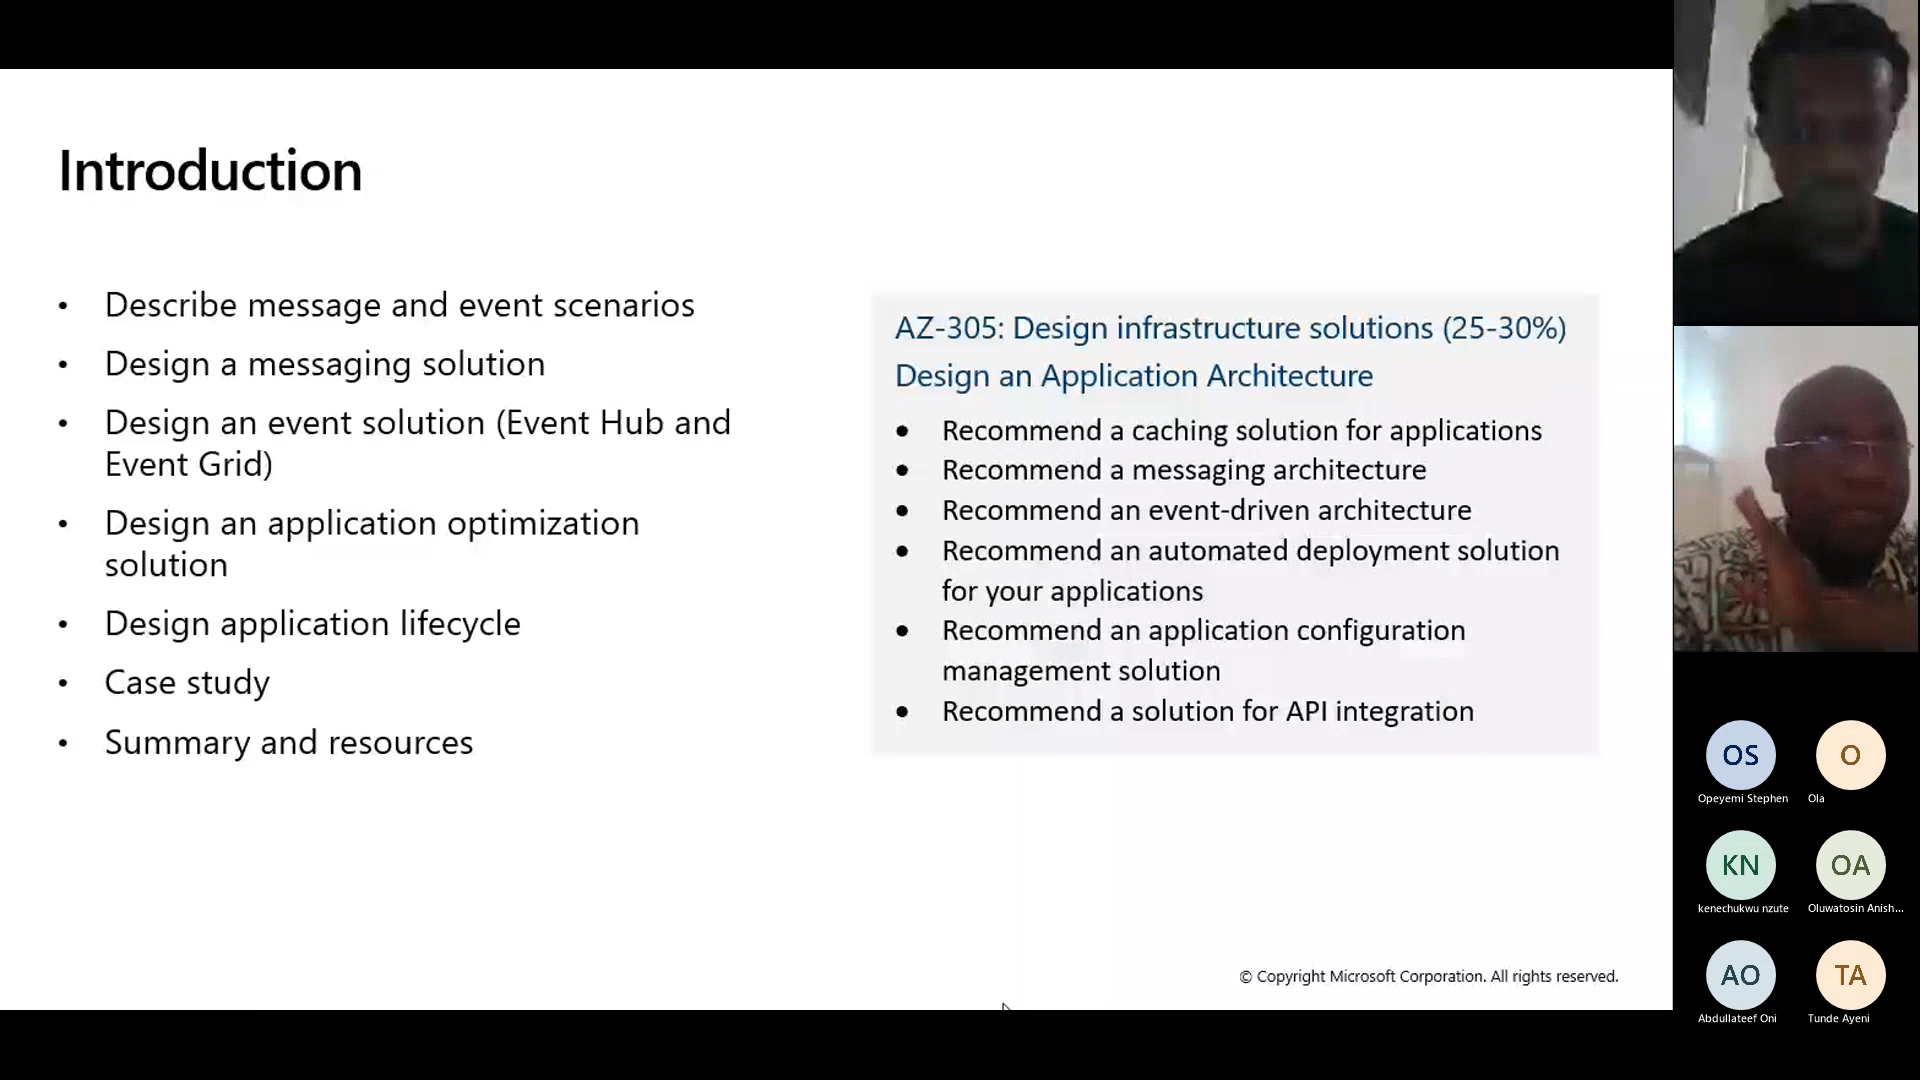 Introduction
• Describe message and event scenarios
• Design a messaging solution
• Design an event solution (Event Hub and
Event Grid)
• Design an application optimization
solution
• Design application lifecycle
• Case study
• Summary and resources
AZ-305: Design infrastructure solutions (25-30%)
Design an Application Architecture
• Recommend a caching solution for applications
• Recommend a messaging architecture
• Recommend an event-driven architecture
• Recommend an automated deployment solution
for your applications
• Recommend an application configuration
management solution
• Recommend a solution for API integration
© Copyright Microsoft Corporation. All rights reserved.
OS
O
Opeyemi Stephen
Ola
KN
OA
kenechukwu nzute
Oluwatosin Anish...
AO
TA
Abdullateef Oni
Tunde Ayeni